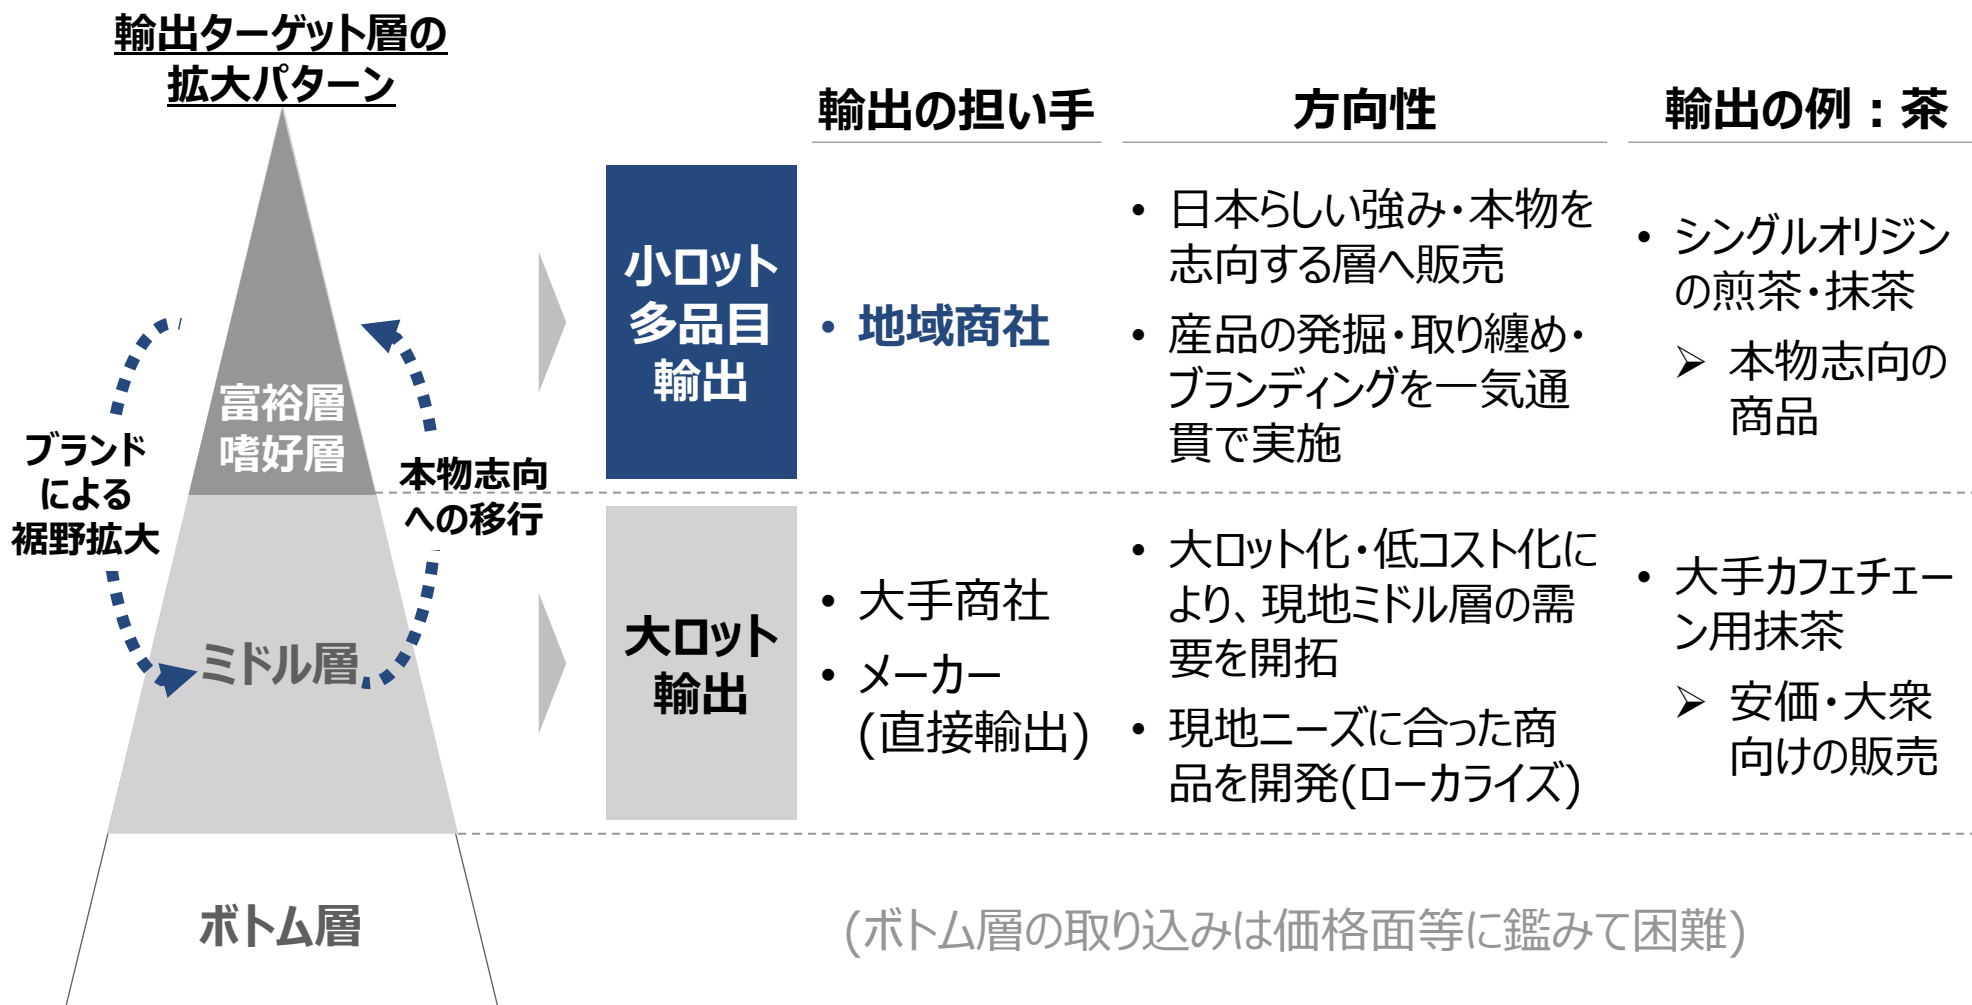 輸出ターゲット層の
拡大パターン
輸出の担い手
方向性
輸出の例：茶
富裕層
嗜好層
ブランド
による
裾野拡大
本物志向
への移行
ミドル層
ボトム層
小ロット
多品目
輸出
• 地域商社
• 日本らしい強み・本物を
志向する層へ販売
• 産品の発掘・取り纏め・
ブランディングを一気通
貫で実施
• シングルオリジン
の煎茶・抹茶
➢ 本物志向の
商品
大ロット
輸出
• 大手商社
• メーカー
(直接輸出)
• 大ロット化・低コスト化に
より、現地ミドル層の需
要を開拓
• 現地ニーズに合った商
品を開発(ローカライズ)
• 大手カフェチェー
ン用抹茶
➢ 安価・大衆
向けの販売
(ボトム層の取り込みは価格面等に鑑みて困難)